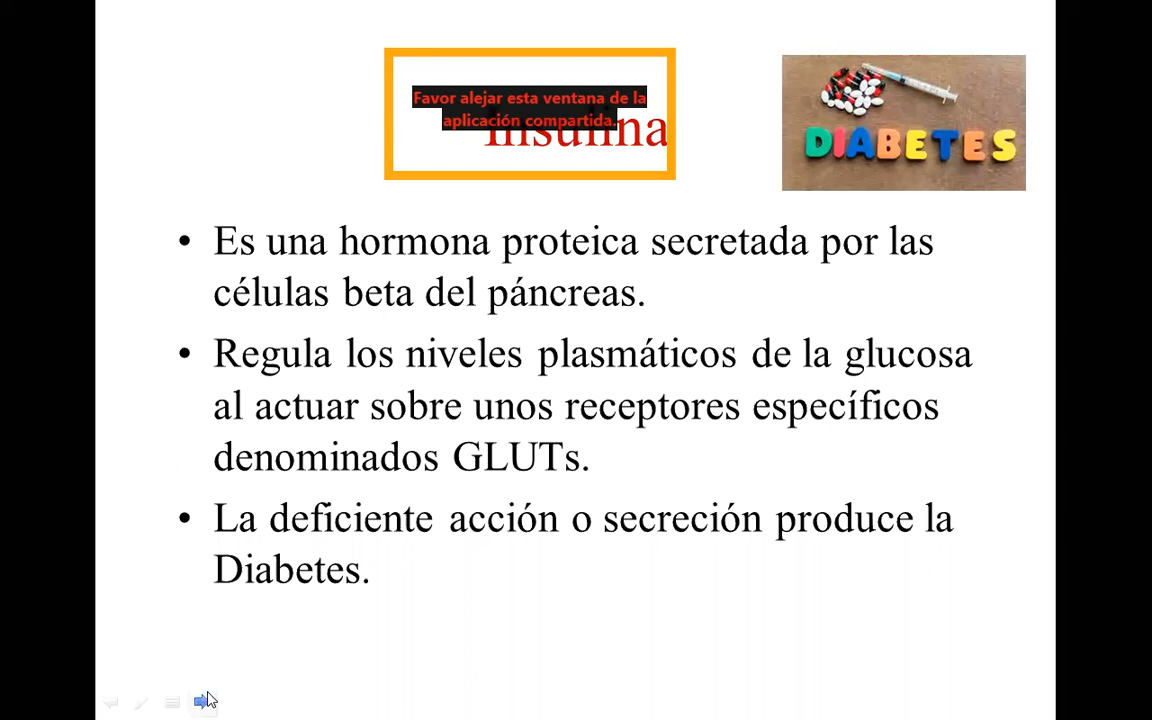 Favor alejar esta ventana de la
aplicación compartida.
Insulina
DIABETES
• Es una hormona proteica secretada por las
células beta del páncreas.
• Regula los niveles plasmáticos de la glucosa
al actuar sobre unos receptores específicos
denominados GLUTs.
• La deficiente acción o secreción produce la
Diabetes.